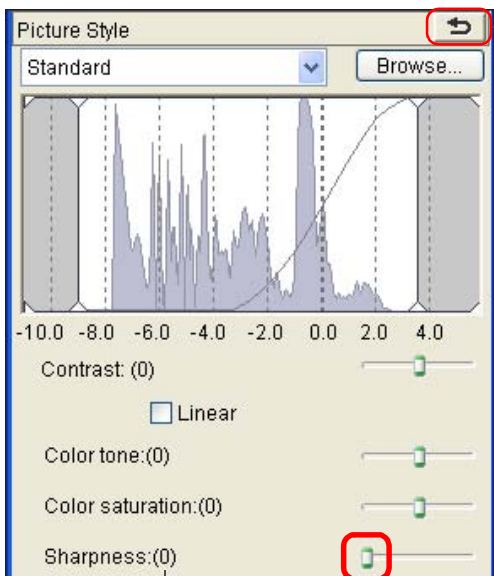 Picture Style
Standard Browse...
-10.0 -8.0 -6.0 -4.0 -2.0 0.0 2.0 4.0
Contrast: (0)
Linear
Color tone:(0)
Color saturation:(0)
Sharpness:(0)